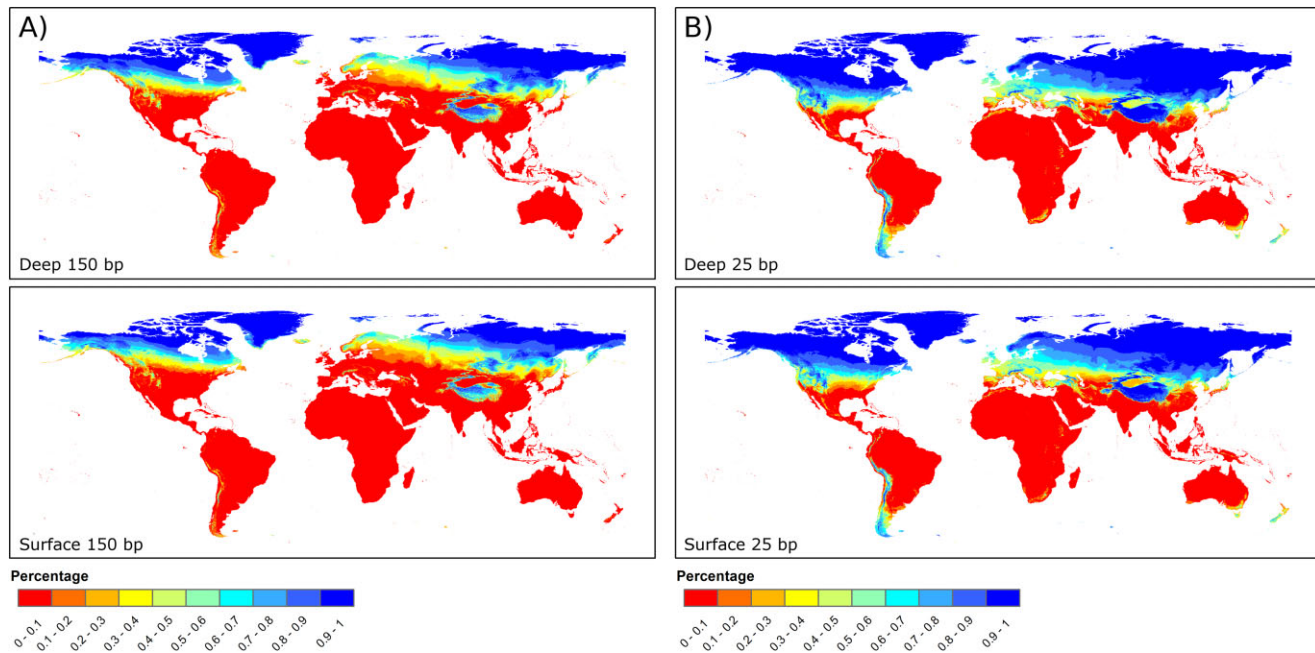 A)
Deep 150 bp
Surface 150 bp
Percentage
0 - 0.1
0.1 - 0.2
0.2 - 0.3
0.3 - 0.4
0.4 - 0.5
0.5 - 0.6
0.6 - 0.7
0.7 - 0.8
0.8 - 0.9
0.9 - 1
B)
Deep 25 bp
Surface 25 bp
Percentage
0 - 0.1
0.1 - 0.2
0.2 - 0.3
0.3 - 0.4
0.4 - 0.5
0.5 - 0.6
0.6 - 0.7
0.7 - 0.8
0.8 - 0.9
0.9 - 1